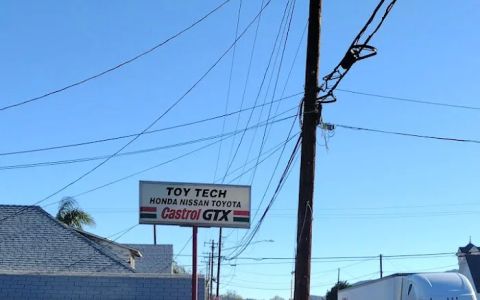 TOY TECH
HONDA NISSAN TOYOTA
Castrol GTX